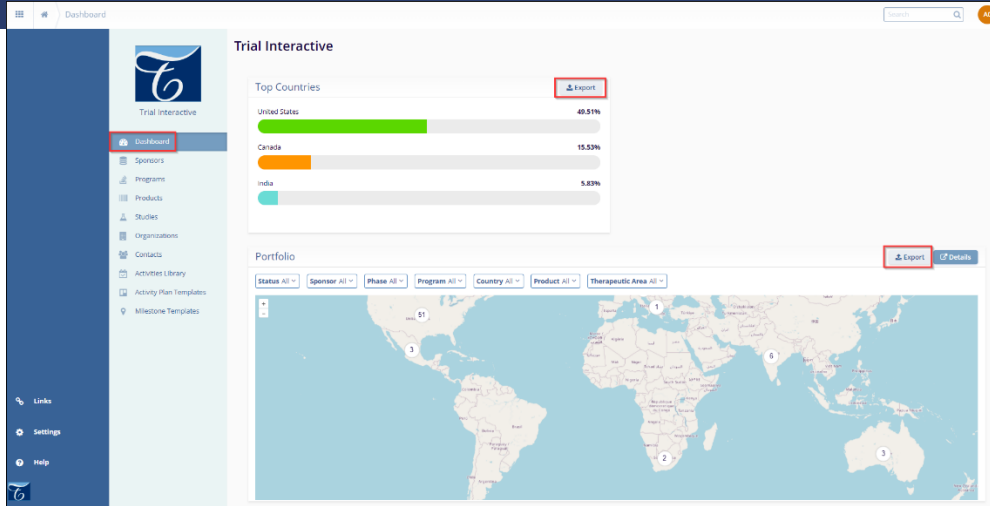 Dashboard
Search
AC
Trial Interactive
Trial Interactive
Dashboard
Sponsors
Programs
Products
Studies
Organizations
Contacts
Activities Library
Activity Plan Templates
Milestone Templates
Links
Settings
Help
Top Countries
Export
United States
49.51%
Canada
15.53%
India
5.83%
Portfolio
Export
Details
Status All
Sponsor All
Phase All
Program All
Country All
Product All
Therapeutic Area All
+
-
51
1
3
6
2
3
Brasil